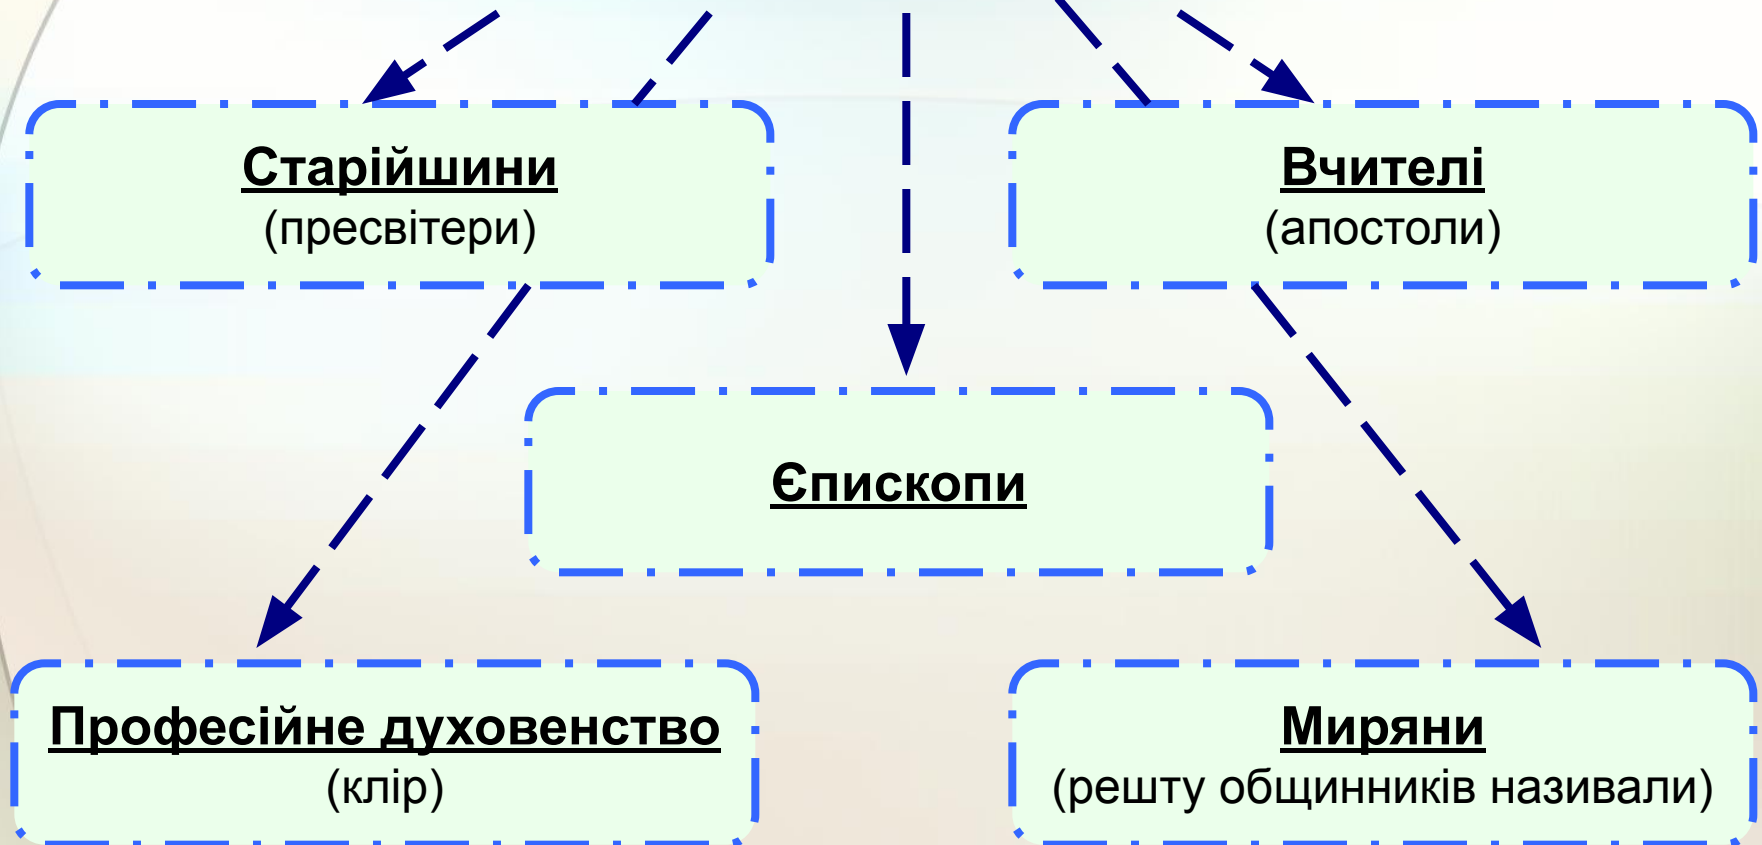 Старійшини
(пресвітери)
Вчителі
(апостоли)
Єпископи
Професійне духовенство
(клір)
Миряни
(решту общинників називали)